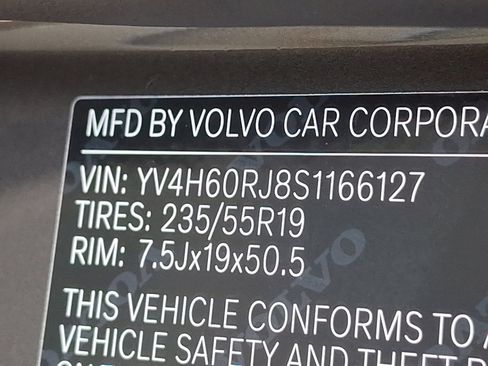 MFD BY VOLVO CAR CORPORA
VIN: YV4H60RJ8S1166127
TIRES: 235/55R19
RIM: 7.5Jx19x50.5
THIS VEHICLE CONFORMS TO A
VEHICLE SAFETY AND THEFT